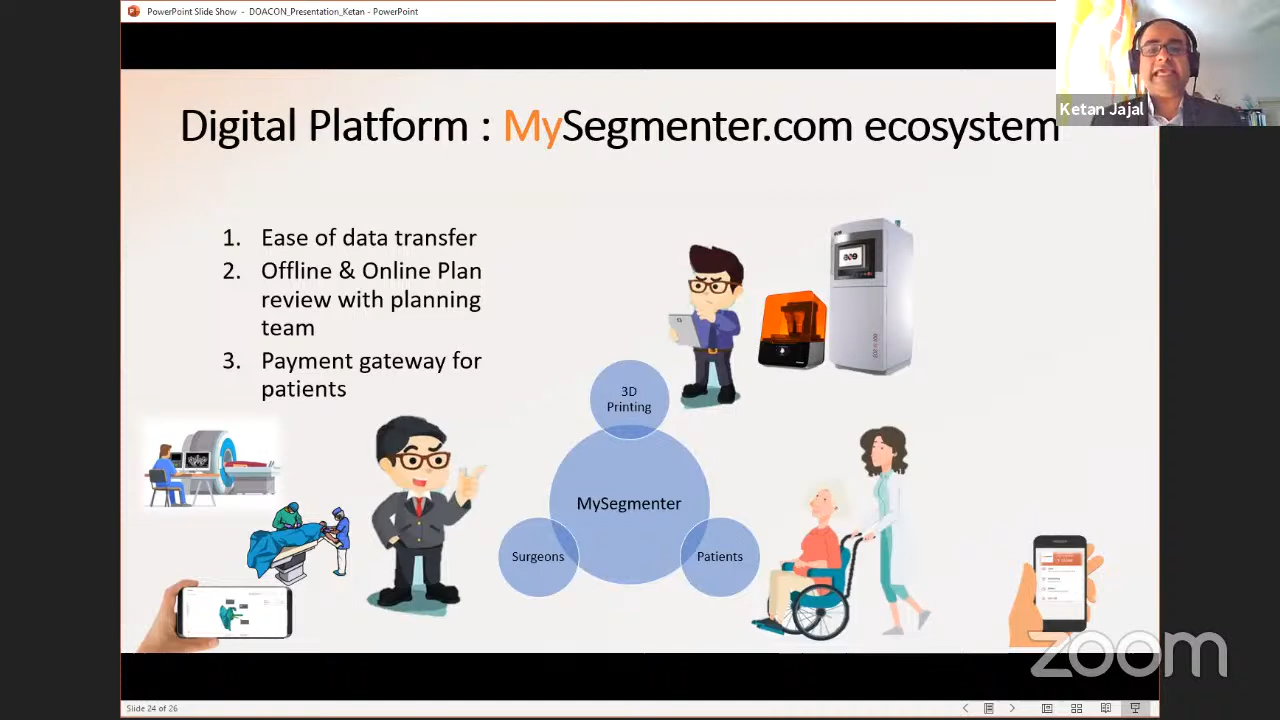 PowerPoint Slide Show - DOACON_Presentation_Ketan - PowerPoint
Ketan Jajal
Digital Platform : MySegmenter.com ecosystem
1. Ease of data transfer
2. Offline & Online Plan
review with planning
team
3. Payment gateway for
patients
3D
Printing
MySegmenter
Surgeons
Patients
zoom
Slide 24 of 26